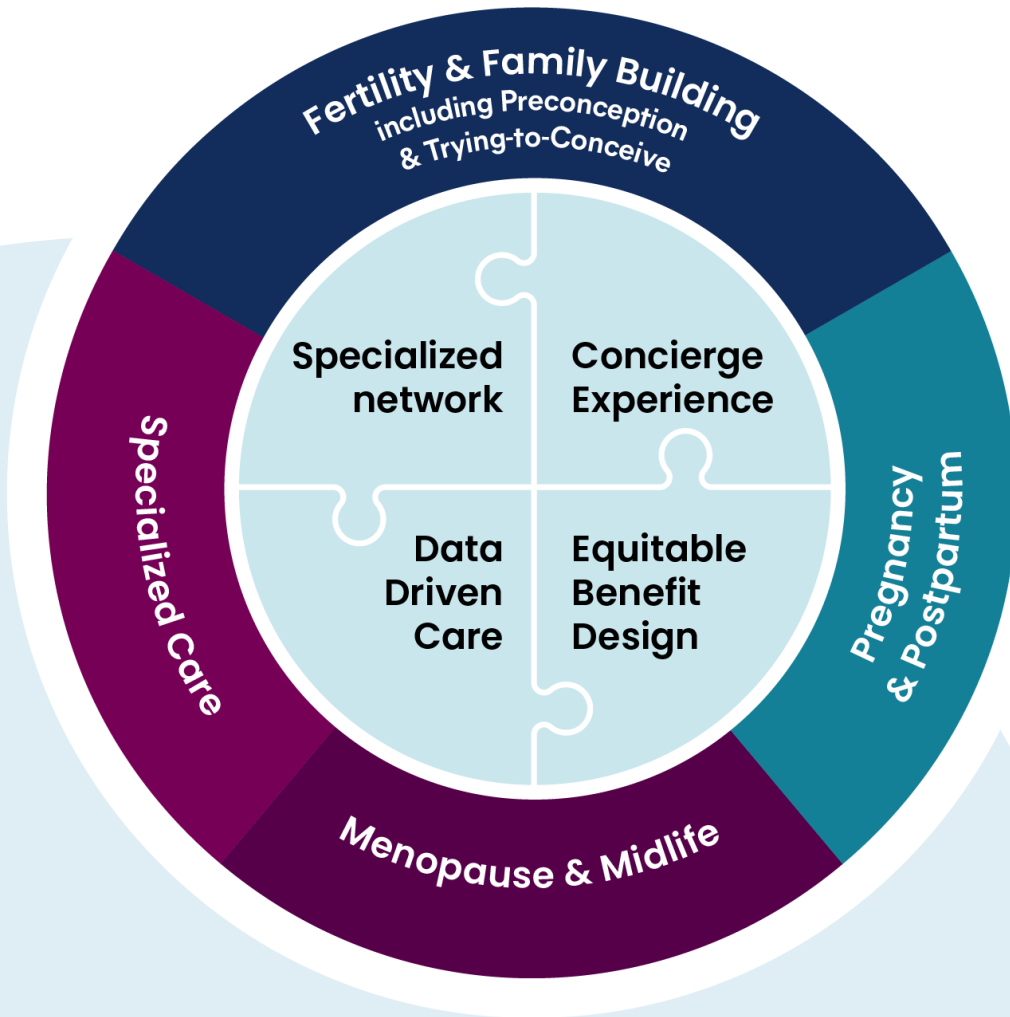 Fertility & Family Building
including Preconception
& Trying-to-Conceive
Specialized
network
Concierge
Experience
Data
Driven
Care
Equitable
Benefit
Design
Specialized Care
Pregnancy
& Postpartum
Menopause & Midlife